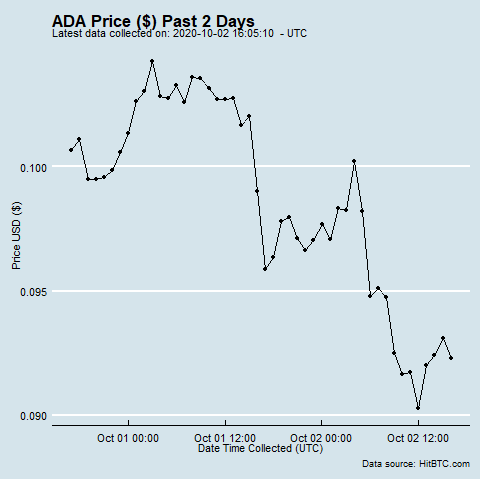 ADA Price ($) Past 2 Days
Latest data collected on: 2020-10-02 16:05:10  - UTC
Price USD ($)
0.100
0.095
0.090
Oct 01 00:00
Oct 01 12:00
Oct 02 00:00
Oct 02 12:00
Date Time Collected (UTC)
Data source: HitBTC.com